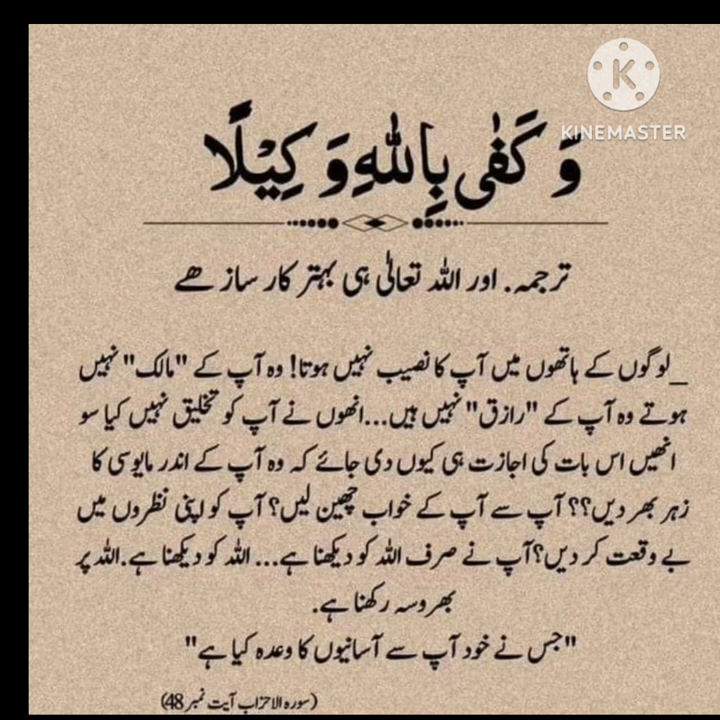 K
KINEMASTER
وَّ كَفٰى بِاللّٰهِ وَ كِيْلًا
ترجمہ. اور اللہ تعالٰی ہی بہتر کار ساز ھے
_لوگوں کے ہاتھوں میں آپ کا نصیب نہیں ہوتا! وہ آپ کے "مالک" نہیں
ہوتے وہ آپ کے "رازق" نہیں ہیں...انھوں نے آپ کو تخلیق نہیں کیا سو
انھیں اس بات کی اجازت ہی کیوں دی جائے کہ وہ آپ کے اندر مایوسی کا
زہر بھر دیں؟؟ آپ سے آپ کے خواب چھین لیں؟ آپ کو اپنی نظروں میں
بے وقعت کر دیں؟ آپ نے صرف اللہ کو دیکھنا ہے... اللہ کو دیکھنا ہے.اللہ پر
بھروسہ رکھنا ہے.
"جس نے خود آپ سے آسانیوں کا وعدہ کیا ہے"
(سورہ الاحزاب آیت نمبر 48)